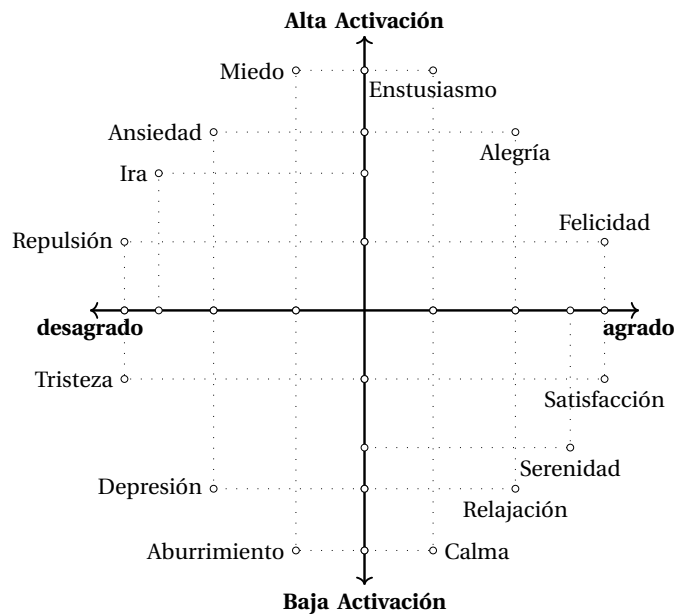 Alta Activación
Miedo
Enstusiasmo
Ansiedad
Alegría
Ira
Felicidad
Repulsión
desagrado
agrado
Tristeza
Satisfacción
Serenidad
Depresión
Relajación
Aburrimiento
Calma
Baja Activación